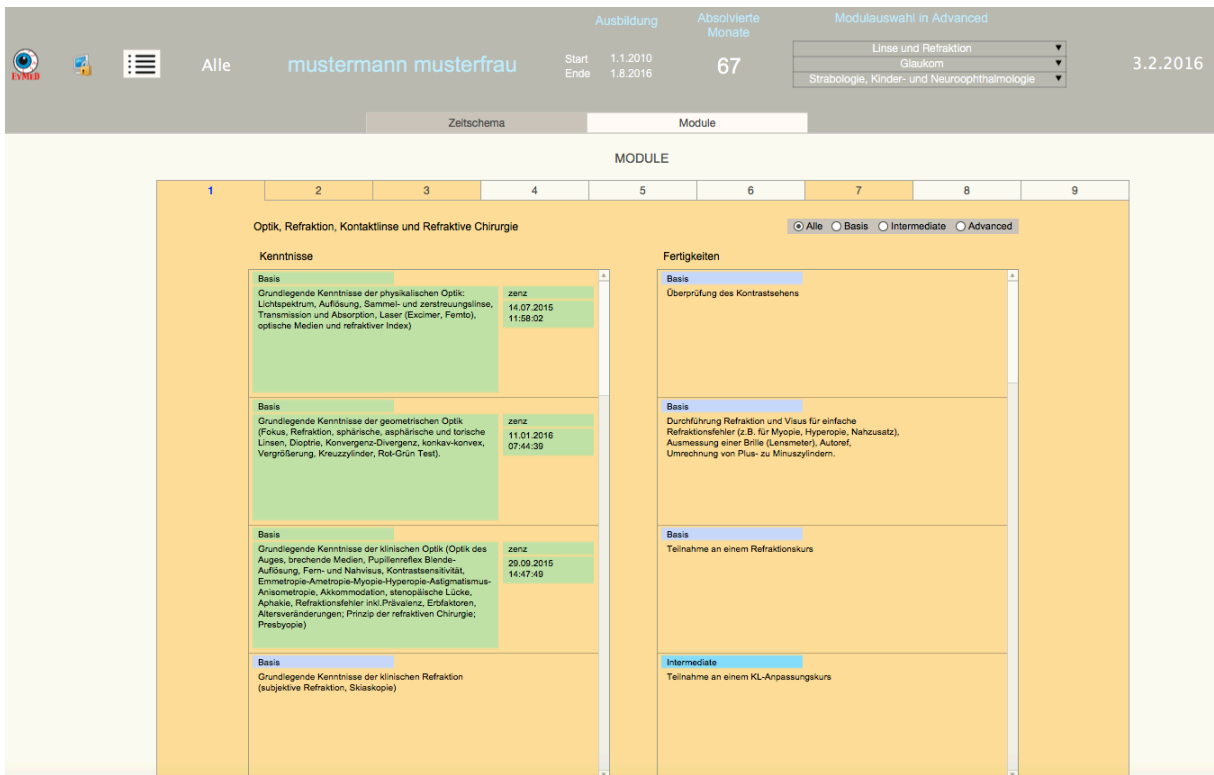 Ausbildung
Absolvierte
Monate
Modulauswahl in Advanced
EyMED
Alle
mustermann musterfrau
Start 1.1.2010
Ende 1.8.2016
67
Linse und Refraktion
Glaukom
Strabologie, Kinder- und Neuroophthalmologie
3.2.2016
Zeitschema
Module
MODULE
1 2 3 4 5 6 7 8 9
Optik, Refraktion, Kontaktlinse und Refraktive Chirurgie
Alle Basis Intermediate Advanced
Kenntnisse
Basis
Grundlegende Kenntnisse der physikalischen Optik:
Lichtspektrum, Auflösung, Sammel- und zerstreuungslinse,
Transmission und Absorption, Laser (Excimer, Femto),
optische Medien und refraktiver Index)
zenz
14.07.2015
11:58:02
Basis
Grundlegende Kenntnisse der geometrischen Optik
(Fokus, Refraktion, sphärische, asphärische und torische
Linsen, Dioptrie, Konvergenz-Divergenz, konkav-konvex,
Vergrößerung, Kreuzzylinder, Rot-Grün Test).
zenz
11.01.2016
07:44:39
Basis
Grundlegende Kenntnisse der klinischen Optik (Optik des
Auges, brechende Medien, Pupillenreflex Blende-
Auflösung, Fern- und Nahvisus, Kontrastsensitivität,
Emmetropie-Ametropie-Myopie-Hyperopie-Astigmatismus-
Anisometropie, Akkommodation, stenopäische Lücke,
Aphakie, Refraktionsfehler inkl.Prävalenz, Erbfaktoren,
Altersveränderungen; Prinzip der refraktiven Chirurgie;
Presbyopie)
zenz
29.09.2015
14:47:49
Basis
Grundlegende Kenntnisse der klinischen Refraktion
(subjektive Refraktion, Skiaskopie)
Fertigkeiten
Basis
Überprüfung des Kontrastsehens
Basis
Durchführung Refraktion und Visus für einfache
Refraktionsfehler (z.B. für Myopie, Hyperopie, Nahzusatz),
Ausmessung einer Brille (Lensmeter), Autoref,
Umrechnung von Plus- zu Minuszylindern.
Basis
Teilnahme an einem Refraktionskurs
Intermediate
Teilnahme an einem KL-Anpassungskurs